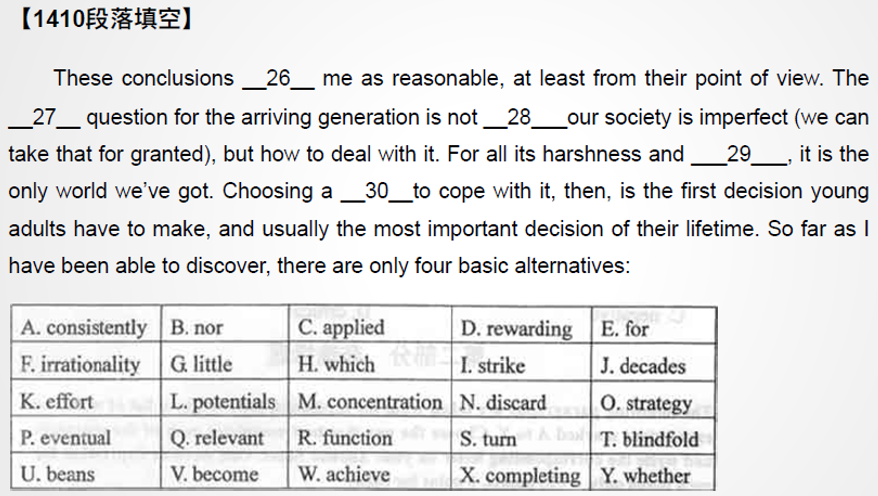 【1410段落填空】
These conclusions __26__ me as reasonable, at least from their point of view. The
__27__ question for the arriving generation is not __28___our society is imperfect (we can
take that for granted), but how to deal with it. For all its harshness and ___29___, it is the
only world we've got. Choosing a __30__to cope with it, then, is the first decision young
adults have to make, and usually the most important decision of their lifetime. So far as I
have been able to discover, there are only four basic alternatives:
A. consistently B. nor C. applied D. rewarding E. for
F. irrationality G. little H. which I. strike J. decades
K. effort L. potentials M. concentration N. discard O. strategy
P. eventual Q. relevant R. function S. turn T. blindfold
U. beans V. become W. achieve X. completing Y. whether